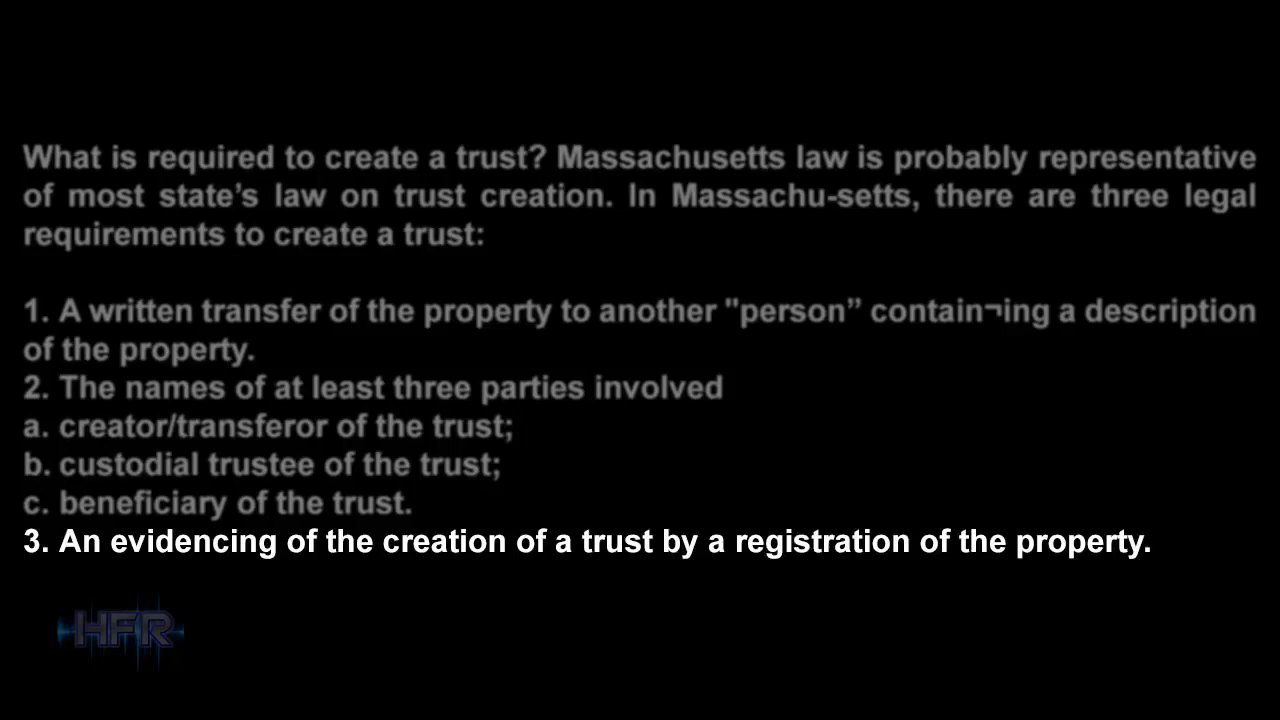 What is required to create a trust? Massachusetts law is probably representative
of most state’s law on trust creation. In Massachu-setts, there are three legal
requirements to create a trust:
1. A written transfer of the property to another "person” contain¬ing a description
of the property.
2. The names of at least three parties involved
a. creator/transferor of the trust;
b. custodial trustee of the trust;
c. beneficiary of the trust.
3. An evidencing of the creation of a trust by a registration of the property.
HFR